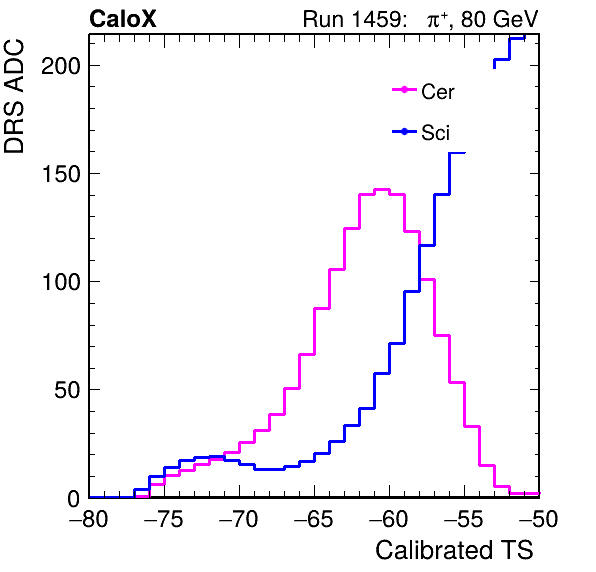 CaloX Run 1459: π⁺, 80 GeV
DRS ADC
200
150
100
50
0
Cer
Sci
−80 −75 −70 −65 −60 −55 −50
Calibrated TS